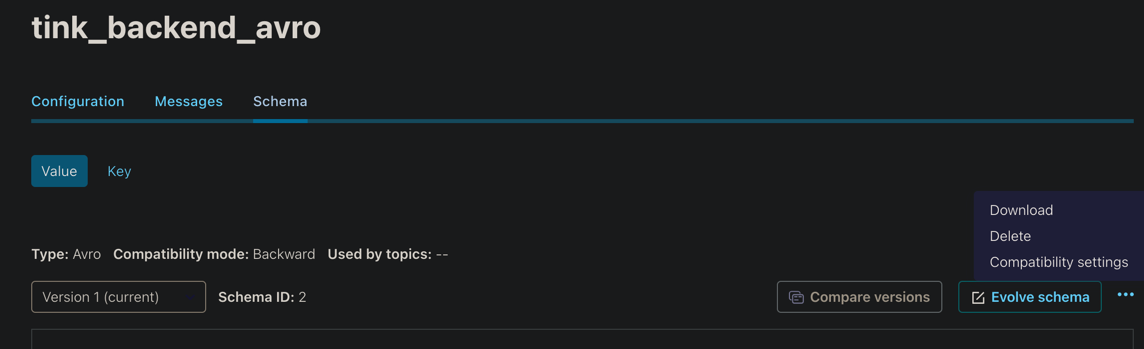 tink_backend_avro
Configuration Messages Schema
Value Key
Download
Delete
Type: Avro Compatibility mode: Backward Used by topics: --
Compatibility settings
Version 1 (current) Schema ID: 2 Compare versions Evolve schema ...